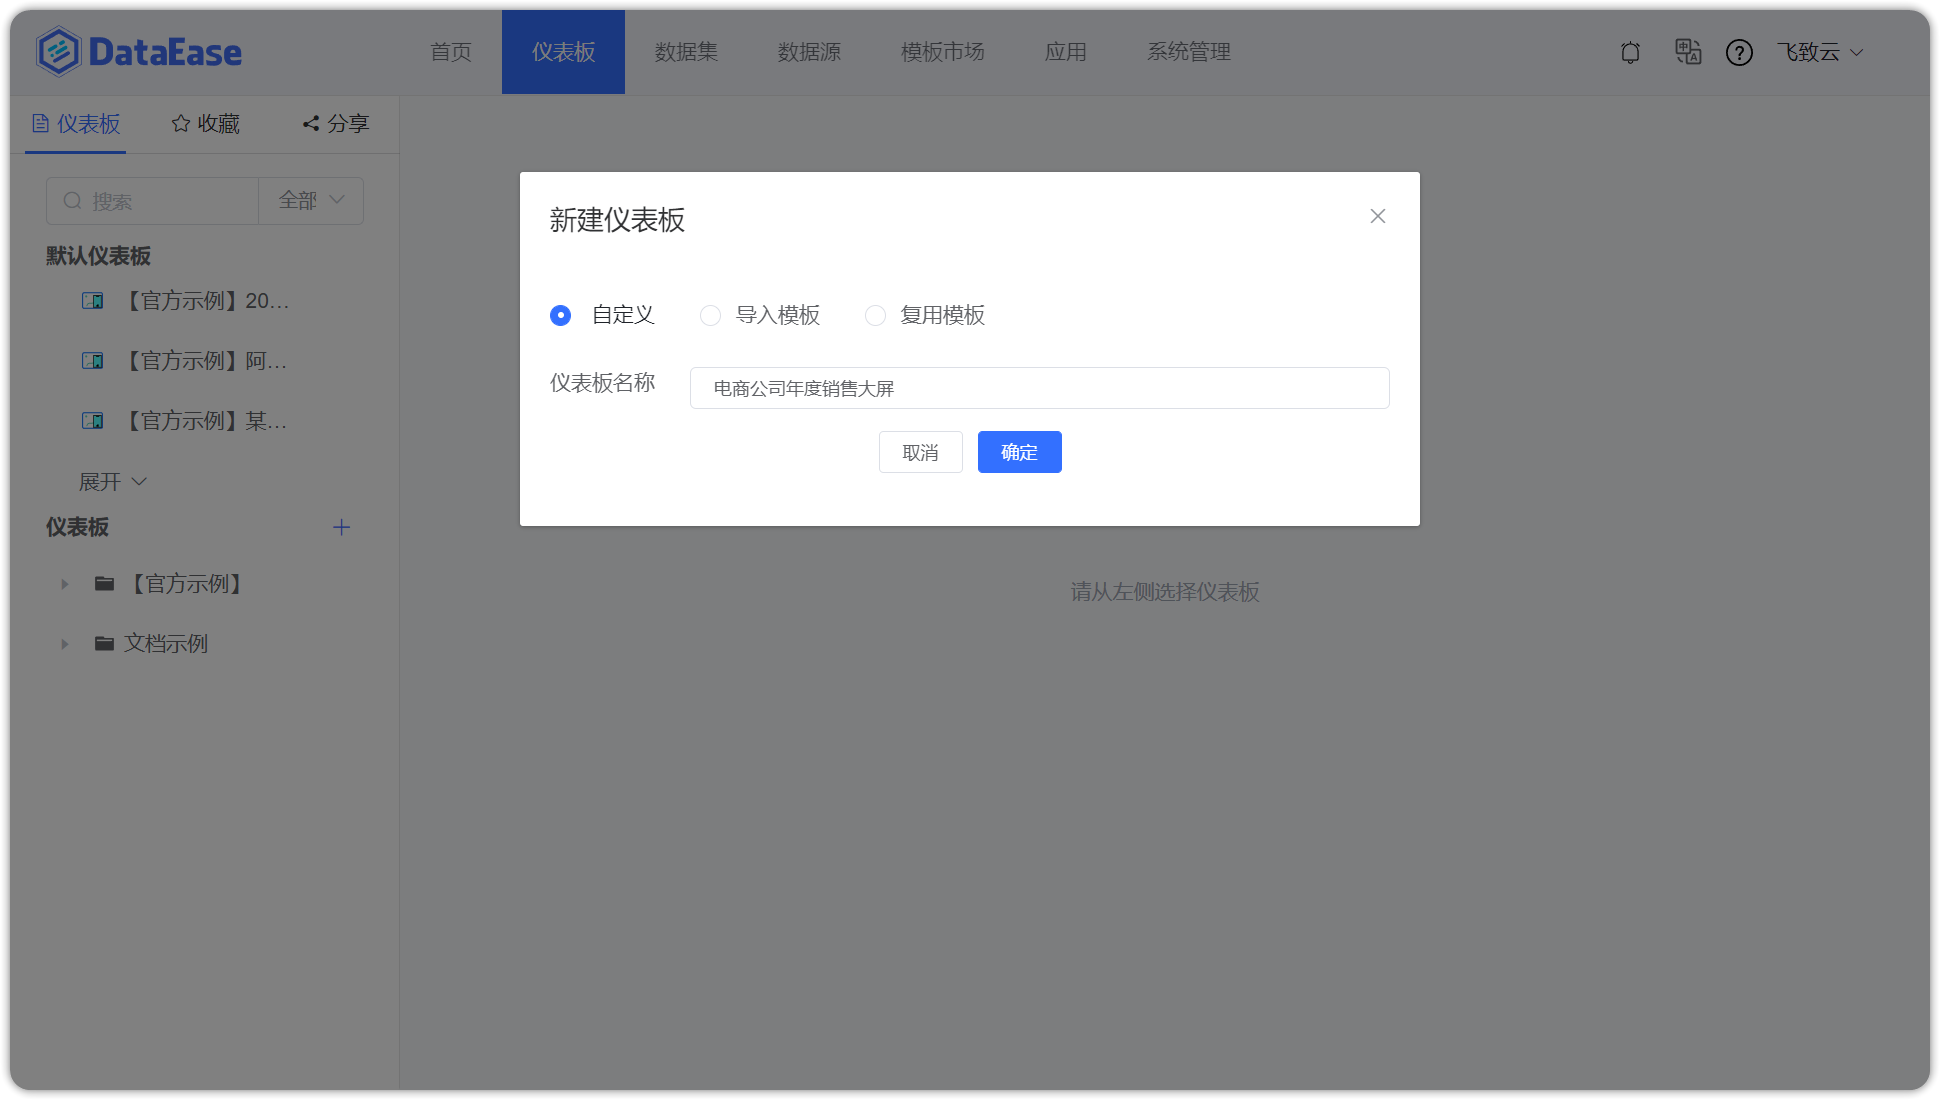 DataEase
首页 仪表板 数据集 数据源 模板市场 应用 系统管理 飞致云
仪表板 收藏 分享
搜索 全部
默认仪表板
【官方示例】20...
【官方示例】阿...
【官方示例】某...
展开
仪表板
【官方示例】
文档示例
新建仪表板
自定义 导入模板 复用模板
仪表板名称 电商公司年度销售大屏
取消 确定
请从左侧选择仪表板